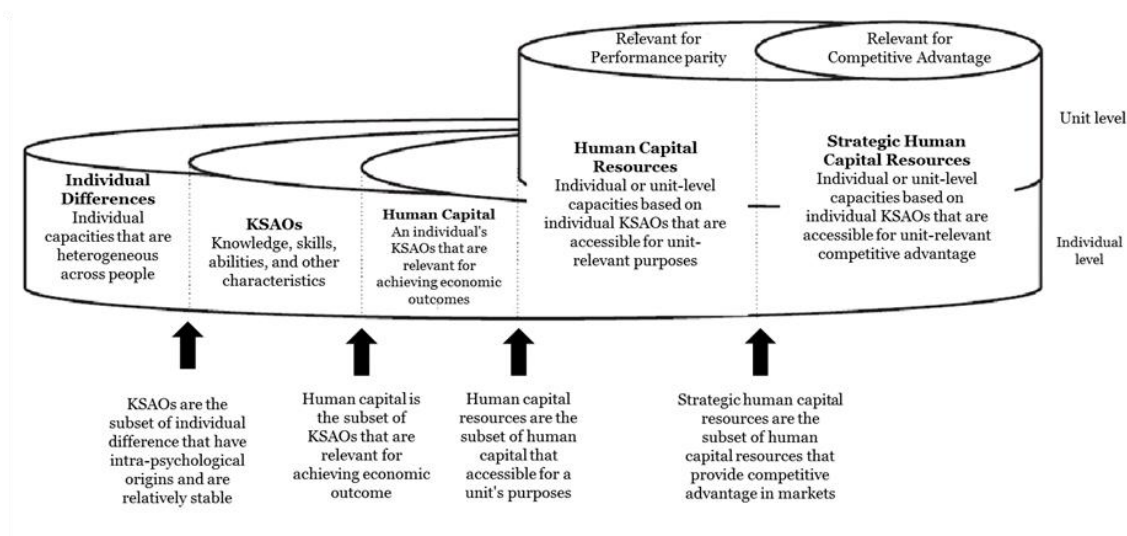 Relevant for
Performance parity
Relevant for
Competitive Advantage
Unit level
Individual
level
Individual
Differences
Individual
capacities that are
heterogeneous
across people
KSAOs
Knowledge, skills,
abilities, and other
characteristics
Human Capital
An individual's
KSAOs that are
relevant for
achieving economic
outcomes
Human Capital
Resources
Individual or unit-level
capacities based on
individual KSAOs that are
accessible for unit-
relevant purposes
Strategic Human
Capital Resources
Individual or unit-level
capacities based on
individual KSAOs that are
accessible for unit-relevant
competitive advantage
KSAOs are the
subset of individual
difference that have
intra-psychological
origins and are
relatively stable
Human capital is
the subset of
KSAOs that are
relevant for
achieving economic
outcome
Human capital
resources are the
subset of human
capital that
accessible for a
unit's purposes
Strategic human capital
resources are the
subset of human
capital resources that
provide competitive
advantage in markets